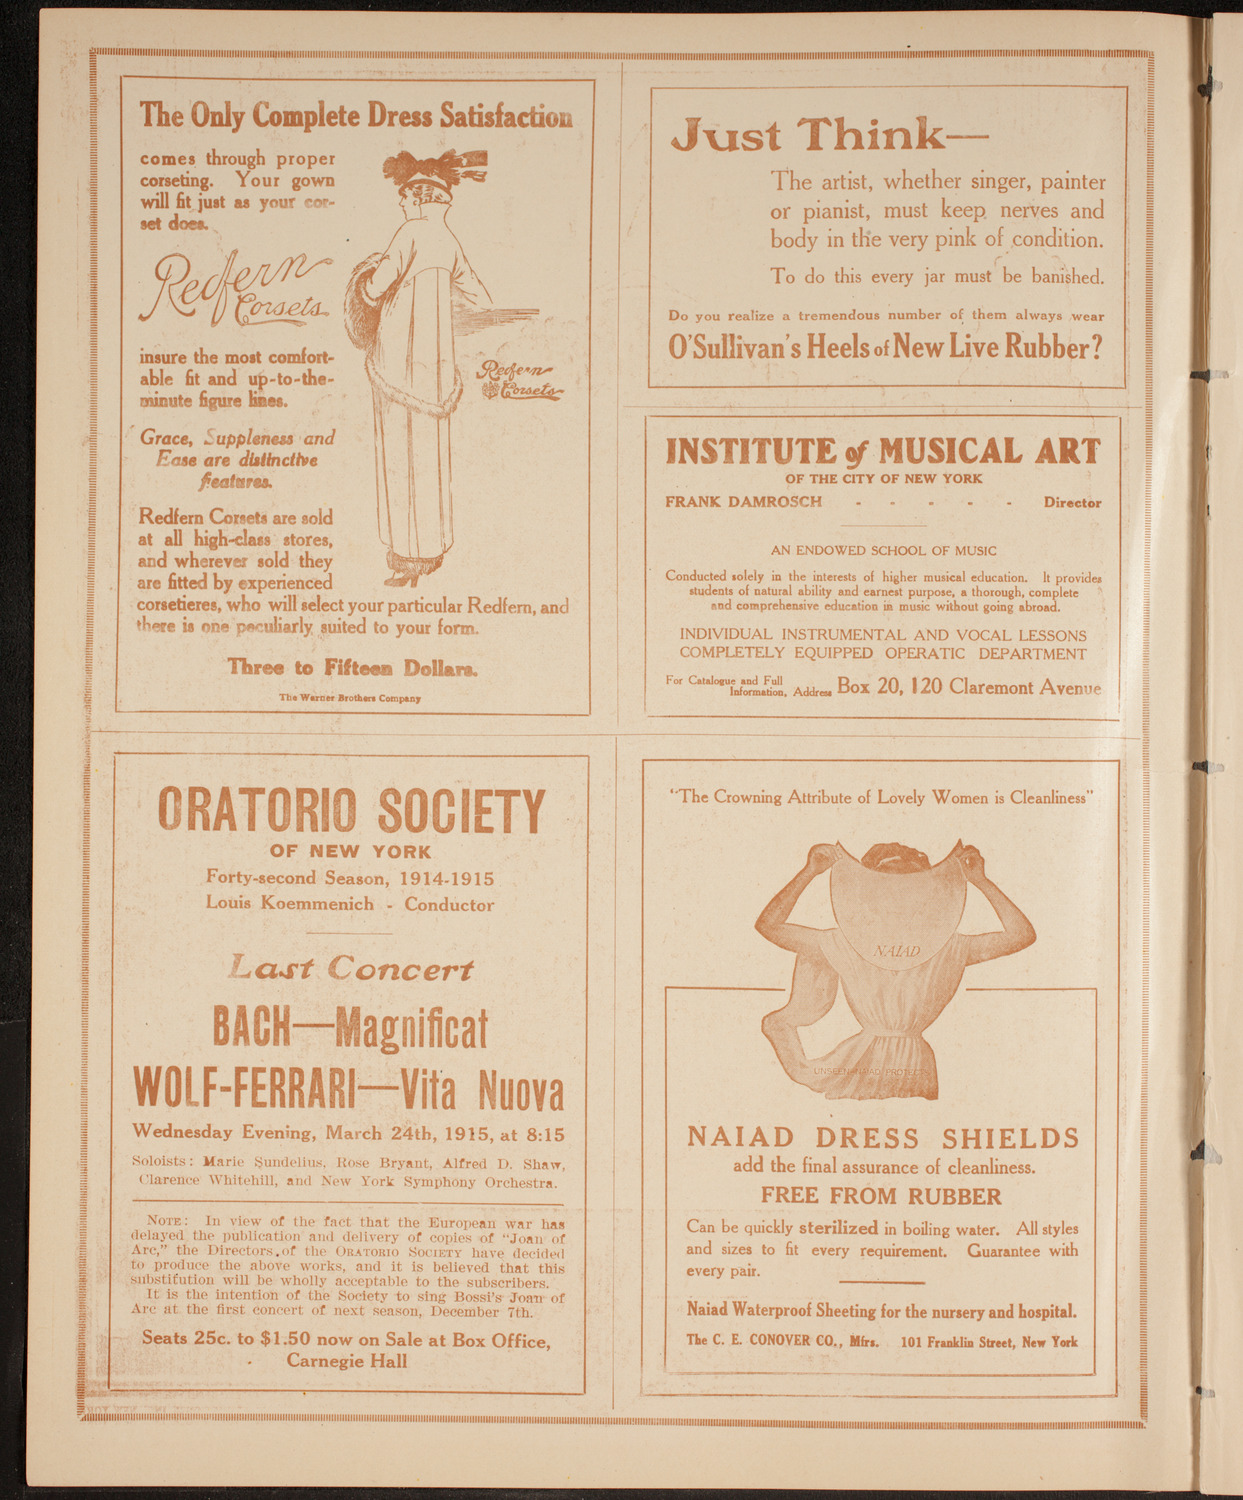 The Only Complete Dress Satisfaction
comes through proper
corseting. Your gown
will fit just as your cor-
set does.
Redfern
Corsets
insure the most comfort-
able fit and up-to-the-
minute figure lines.
Grace, Suppleness and
Ease are distinctive
features.
Redfern Corsets are sold
at all high-class stores,
and wherever sold they
are fitted by experienced
corsetieres, who will select your particular Redfern, and
there is one peculiarly suited to your form.
Three to Fifteen Dollars.
The Warner Brothers Company
Redfern
Corsets
Just Think—
The artist, whether singer, painter
or pianist, must keep nerves and
body in the very pink of condition.
To do this every jar must be banished.
Do you realize a tremendous number of them always wear
O'Sullivan's Heels of New Live Rubber?
INSTITUTE of MUSICAL ART
OF THE CITY OF NEW YORK
FRANK DAMROSCH - - - - - Director
AN ENDOWED SCHOOL OF MUSIC
Conducted solely in the interests of higher musical education. It provides
students of natural ability and earnest purpose, a thorough, complete
and comprehensive education in music without going abroad.
INDIVIDUAL INSTRUMENTAL AND VOCAL LESSONS
COMPLETELY EQUIPPED OPERATIC DEPARTMENT
For Catalogue and Full
Information, Address Box 20, 120 Claremont Avenue
ORATORIO SOCIETY
OF NEW YORK
Forty-second Season, 1914-1915
Louis Koemmenich - Conductor
Last Concert
BACH—Magnificat
WOLF-FERRARI—Vita Nuova
Wednesday Evening, March 24th, 1915, at 8:15
Soloists: Marie Sundelius, Rose Bryant, Alfred D. Shaw,
Clarence Whitehill, and New York Symphony Orchestra.
NOTE: In view of the fact that the European war has
delayed the publication and delivery of copies of "Joan of
Arc," the Directors of the ORATORIO SOCIETY have decided
to produce the above works, and it is believed that this
substitution will be wholly acceptable to the subscribers.
It is the intention of the Society to sing Bossi's Joan of
Arc at the first concert of next season, December 7th.
Seats 25c. to $1.50 now on Sale at Box Office,
Carnegie Hall
"The Crowning Attribute of Lovely Women is Cleanliness"
NAIAD
UNSEEN NAIAD PROTECTS
NAIAD DRESS SHIELDS
add the final assurance of cleanliness.
FREE FROM RUBBER
Can be quickly sterilized in boiling water. All styles
and sizes to fit every requirement. Guarantee with
every pair.
Naiad Waterproof Sheeting for the nursery and hospital.
The C. E. CONOVER CO., Mfrs. 101 Franklin Street, New York